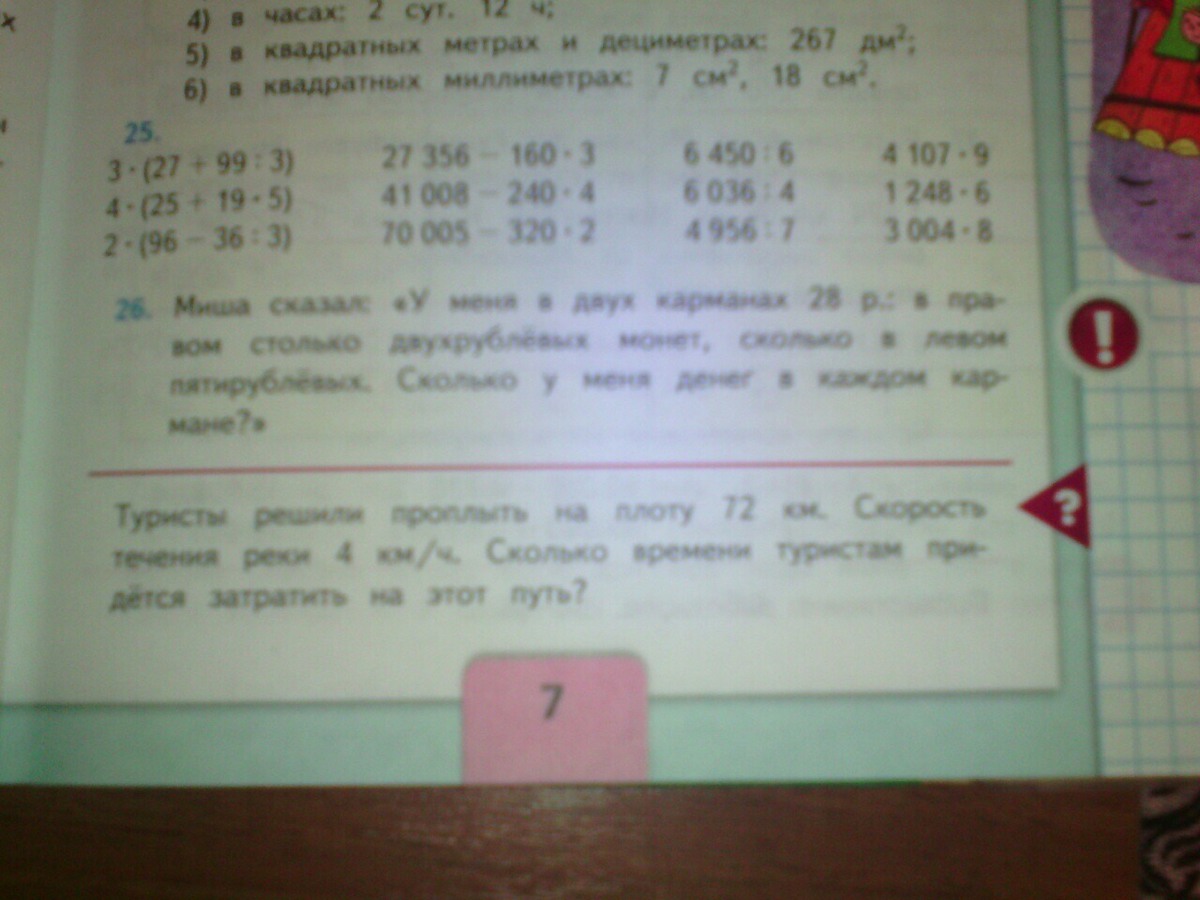 х
4) в часах: 2 сут. 12 ч;
5) в квадратных метрах и дециметрах: 267 дм²;
6) в квадратных миллиметрах: 7 см², 18 см².
25.
3 · (27 + 99 : 3) 27 356 − 160 · 3 6 450 : 6 4 107 · 9
4 · (25 + 19 · 5) 41 008 − 240 · 4 6 036 : 4 1 248 · 6
2 · (96 − 36 : 3) 70 005 − 320 · 2 4 956 : 7 3 004 · 8
26. Миша сказал: «У меня в двух карманах 28 р.: в пра-
вом столько двухрублёвых монет, сколько в левом
пятирублёвых. Сколько у меня денег в каждом кар-
мане?»
!
Туристы решили проплыть на плоту 72 км. Скорость
течения реки 4 км/ч. Сколько времени туристам при-
дётся затратить на этот путь?
?
7